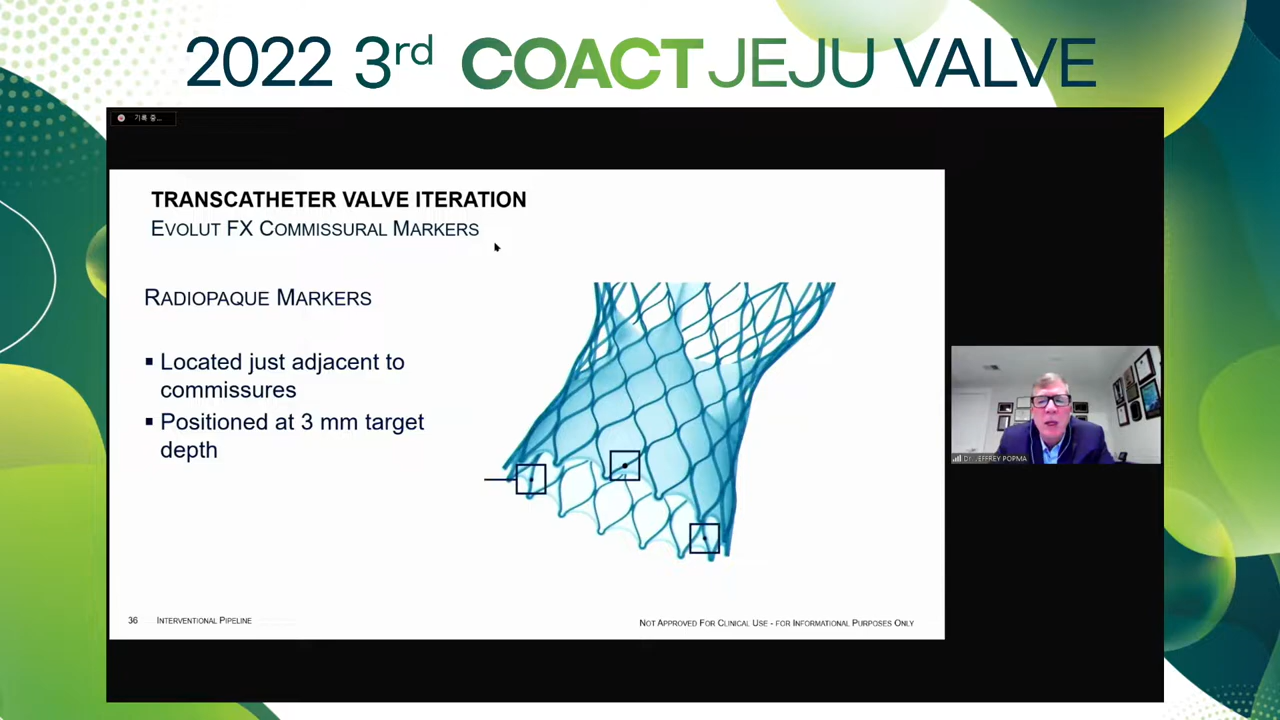 2022 3rd COACT JEJU VALVE
기록 중...
TRANSCATHETER VALVE ITERATION
EVOLUT FX COMMISSURAL MARKERS
RADIOPAQUE MARKERS
▪ Located just adjacent to
commissures
▪ Positioned at 3 mm target
depth
Dr. JEFFREY POPMA
36 INTERVENTIONAL PIPELINE
NOT APPROVED FOR CLINICAL USE - FOR INFORMATIONAL PURPOSES ONLY